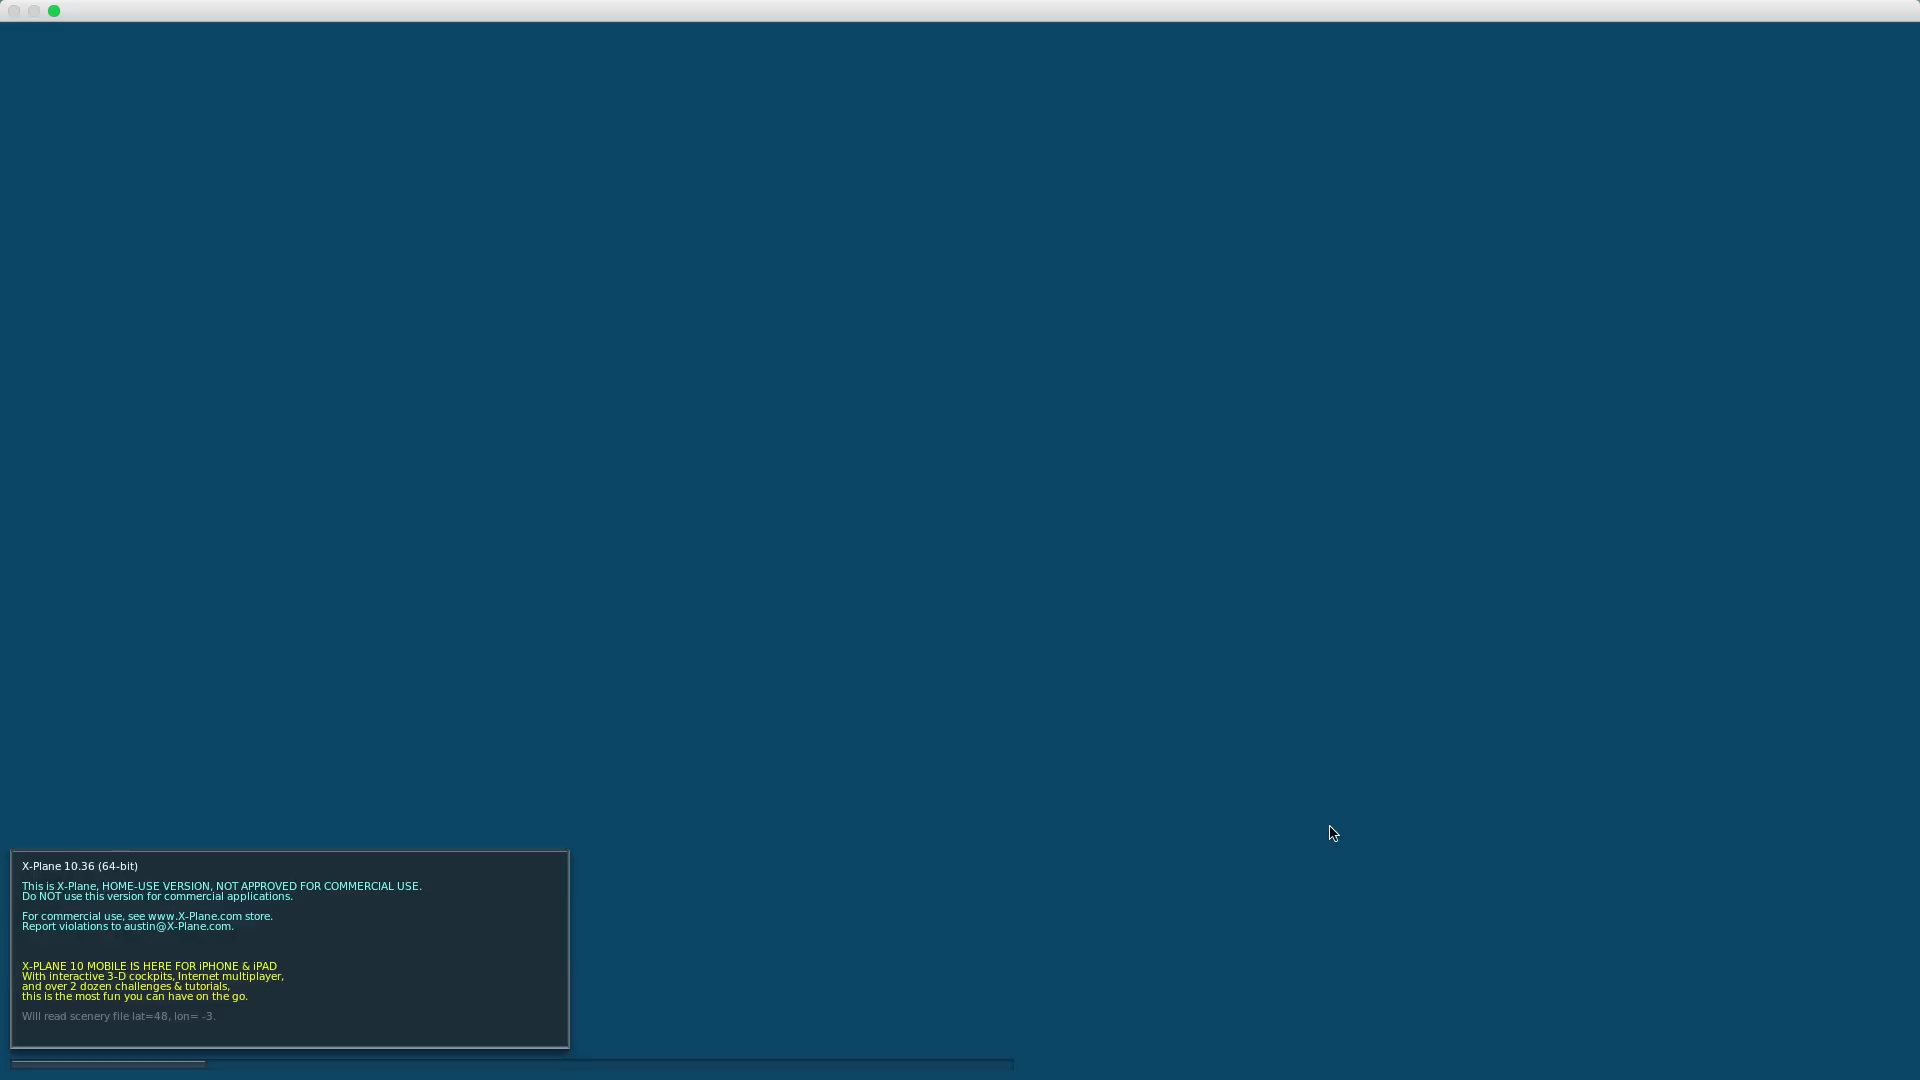 X-Plane 10.36 (64-bit)
This is X-Plane, HOME-USE VERSION, NOT APPROVED FOR COMMERCIAL USE.
Do NOT use this version for commercial applications.
For commercial use, see www.X-Plane.com store.
Report violations to austin@X-Plane.com.
X-PLANE 10 MOBILE IS HERE FOR iPHONE & iPAD
With interactive 3-D cockpits, Internet multiplayer,
and over 2 dozen challenges & tutorials,
this is the most fun you can have on the go.
Will read scenery file lat=48, lon= -3.